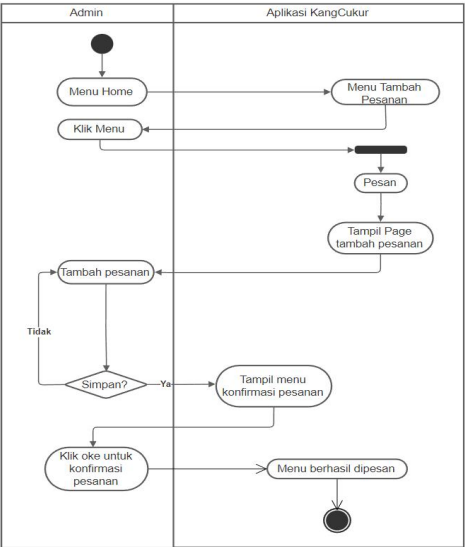 Admin
Aplikasi KangCukur
Menu Home
Menu Tambah
Pesanan
Klik Menu
Pesan
Tampil Page
tambah pesanan
Tambah pesanan
Tidak
Simpan?
Ya
Tampil menu
konfirmasi pesanan
Klik oke untuk
konfirmasi
pesanan
Menu berhasil dipesan